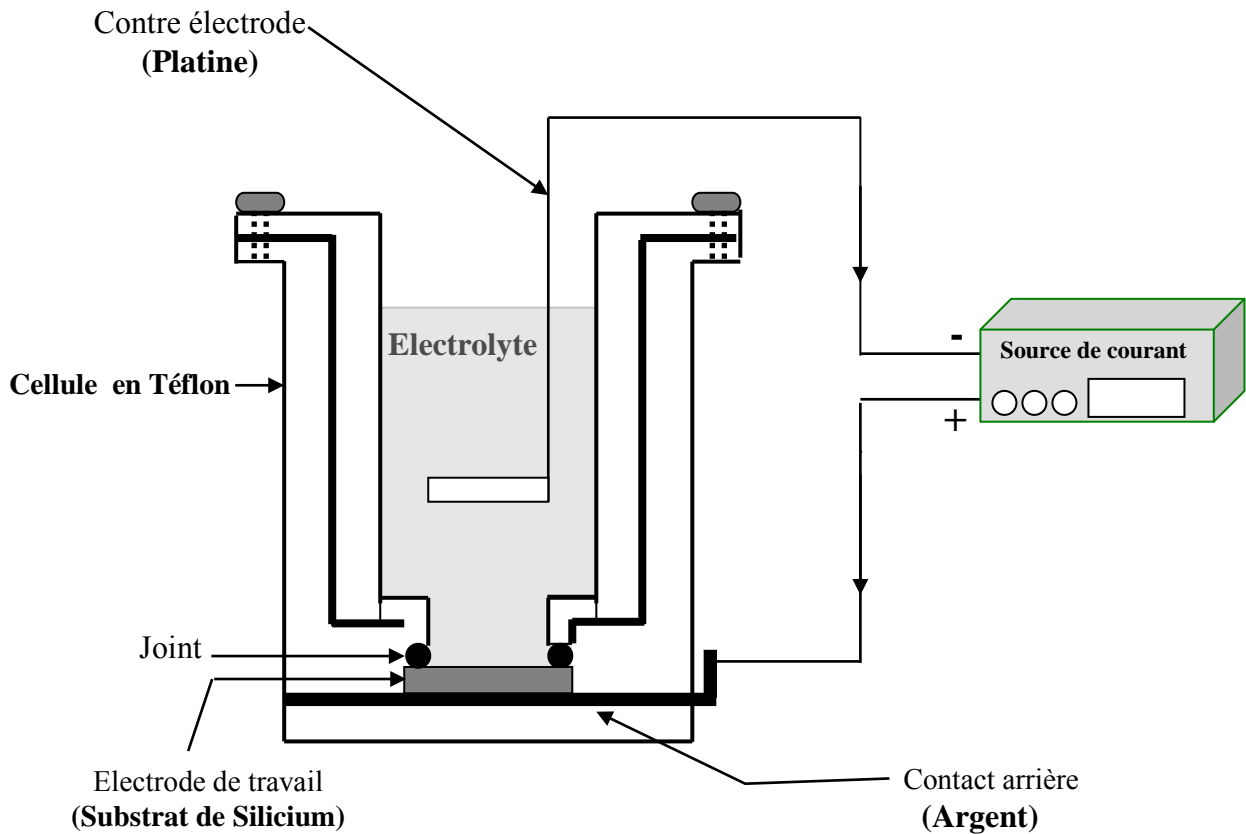 Contre électrode
(Platine)
Electrolyte
-
Source de courant
Cellule en Téflon
+
Joint
Electrode de travail
(Substrat de Silicium)
Contact arrière
(Argent)